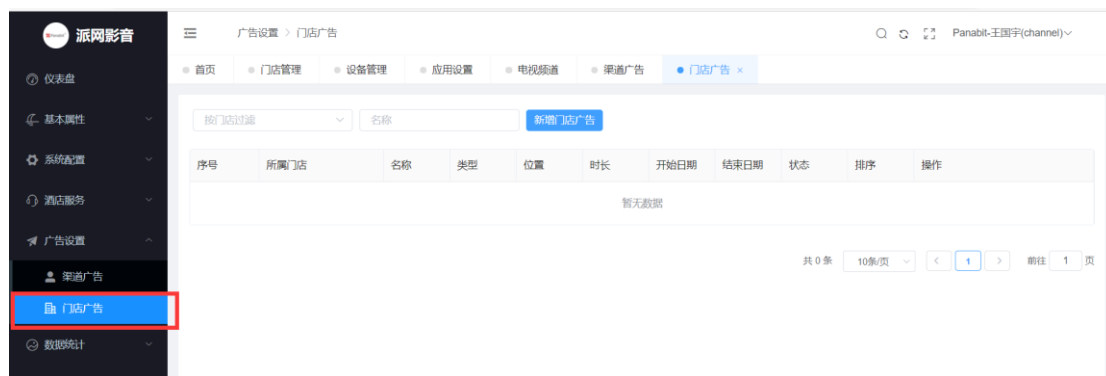 Panabit 派网影音
广告设置 > 门店广告
Panabit-王国宇(channel)
首页 门店管理 设备管理 应用设置 电视频道 渠道广告 门店广告 ×
仪表盘
基本属性
系统配置
酒店服务
广告设置
渠道广告
门店广告
数据统计
按门店过滤 名称 新增门店广告
序号 所属门店 名称 类型 位置 时长 开始日期 结束日期 状态 排序 操作
暂无数据
共 0 条 10条/页 < 1 > 前往 1 页